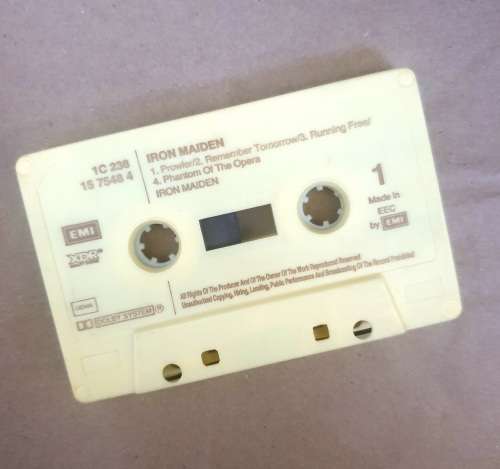 1C 238
15 7548 4
IRON MAIDEN
1. Prowler/2. Remember Tomorrow/3. Running Free/
4. Phantom Of The Opera
IRON MAIDEN
EMI
XDR
1
Made in
EEC
by EMI
All Rights Of The Producer And Of The Owner Of The Work Reproduced Reserved
Unauthorized Copying, Hiring, Lending, Public Performance And Broadcasting Of The Record Prohibited
DOLBY SYSTEM